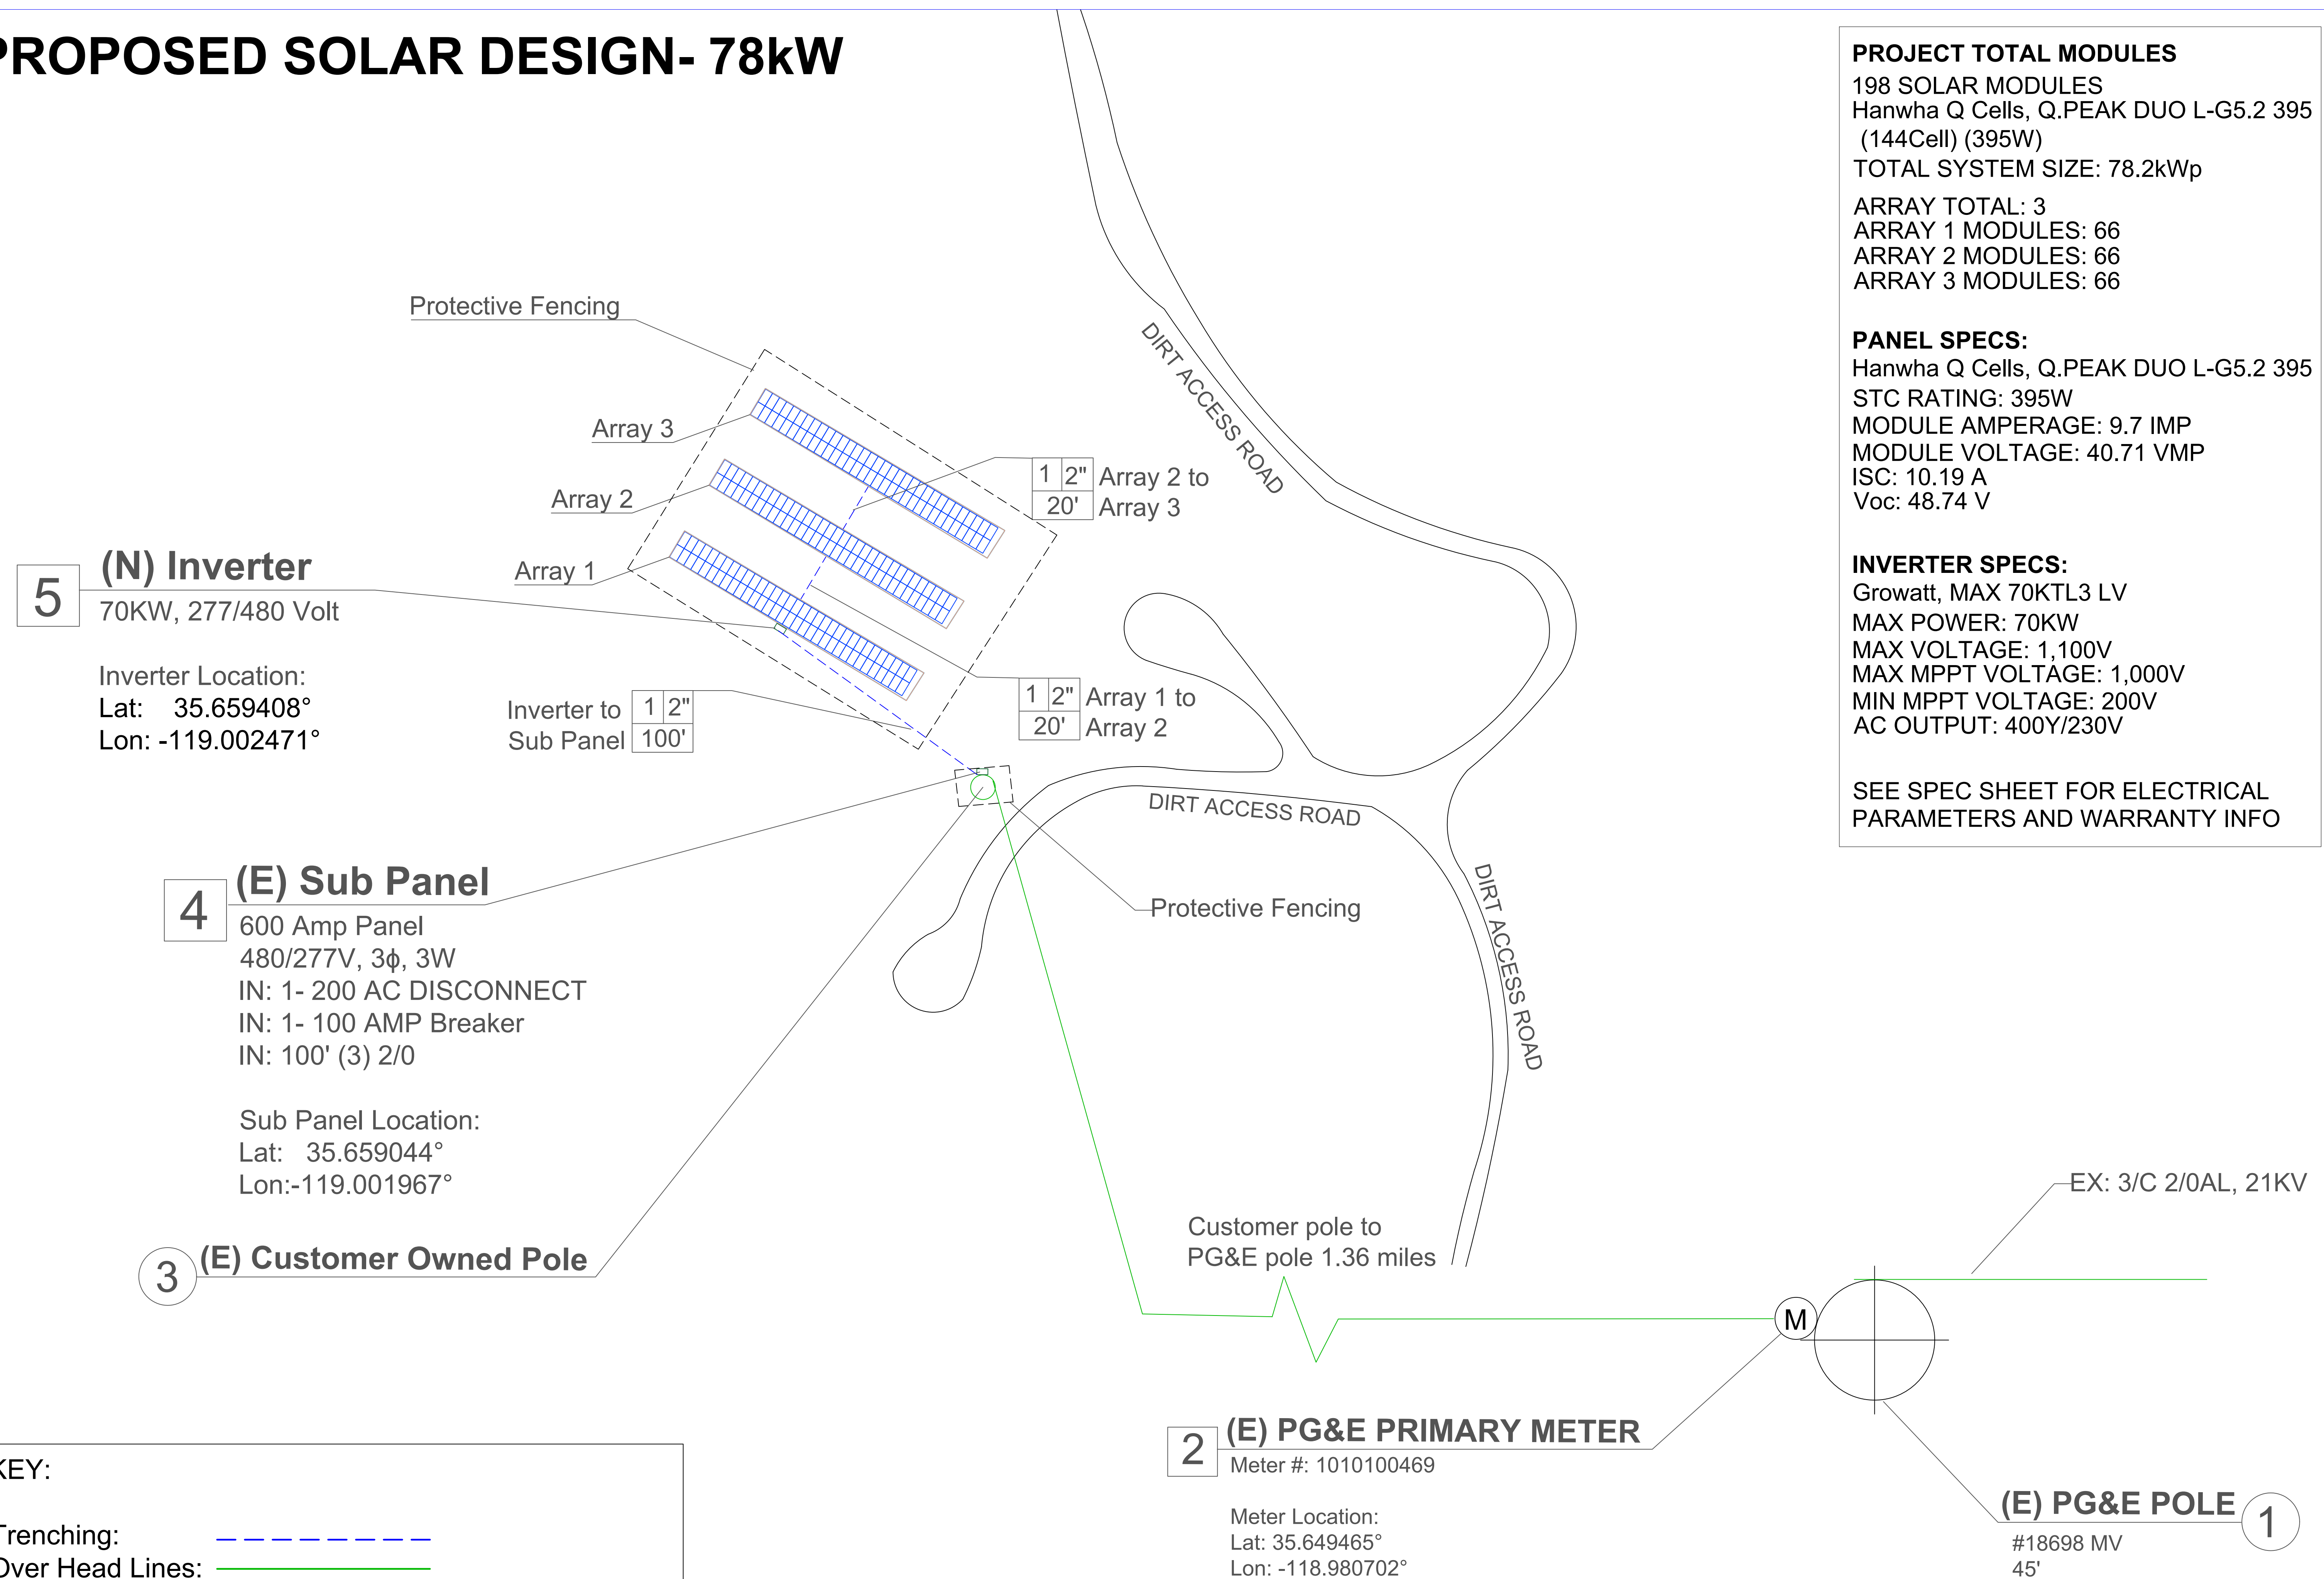 PROPOSED SOLAR DESIGN- 78kW
PROJECT TOTAL MODULES
198 SOLAR MODULES
Hanwha Q Cells, Q.PEAK DUO L-G5.2 395
(144Cell) (395W)
TOTAL SYSTEM SIZE: 78.2kWp
ARRAY TOTAL: 3
ARRAY 1 MODULES: 66
ARRAY 2 MODULES: 66
ARRAY 3 MODULES: 66
PANEL SPECS:
Hanwha Q Cells, Q.PEAK DUO L-G5.2 395
STC RATING: 395W
MODULE AMPERAGE: 9.7 IMP
MODULE VOLTAGE: 40.71 VMP
ISC: 10.19 A
Voc: 48.74 V
INVERTER SPECS:
Growatt, MAX 70KTL3 LV
MAX POWER: 70KW
MAX VOLTAGE: 1,100V
MAX MPPT VOLTAGE: 1,000V
MIN MPPT VOLTAGE: 200V
AC OUTPUT: 400Y/230V
SEE SPEC SHEET FOR ELECTRICAL
PARAMETERS AND WARRANTY INFO
Protective Fencing
Array 3
Array 2
Array 1
1 2" Array 2 to
20' Array 3
DIRT ACCESS ROAD
5
(N) Inverter
70KW, 277/480 Volt
Inverter Location:
Lat: 35.659408°
Lon: -119.002471°
Inverter to 1 2"
Sub Panel 100'
1 2" Array 1 to
20' Array 2
DIRT ACCESS ROAD
Protective Fencing
DIRT ACCESS ROAD
4
(E) Sub Panel
600 Amp Panel
480/277V, 3ϕ, 3W
IN: 1- 200 AC DISCONNECT
IN: 1- 100 AMP Breaker
IN: 100' (3) 2/0
Sub Panel Location:
Lat: 35.659044°
Lon:-119.001967°
3
(E) Customer Owned Pole
Customer pole to
PG&E pole 1.36 miles
EX: 3/C 2/0AL, 21KV
M
2
(E) PG&E PRIMARY METER
Meter #: 1010100469
Meter Location:
Lat: 35.649465°
Lon: -118.980702°
(E) PG&E POLE
1
#18698 MV
45'
KEY:
Trenching:
Over Head Lines: